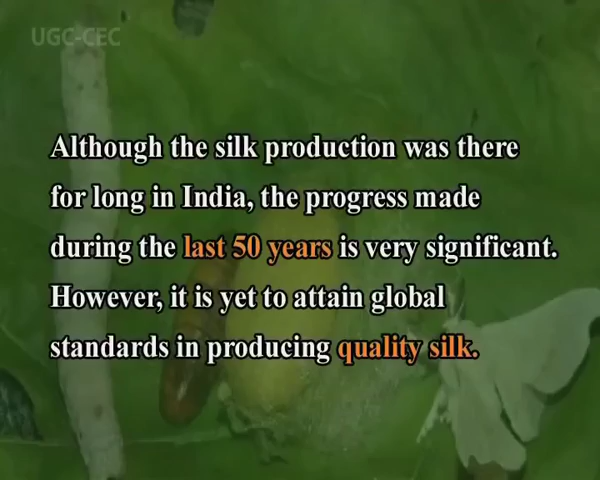 UGC-CEC
Although the silk production was there
for long in India, the progress made
during the last 50 years is very significant.
However, it is yet to attain global
standards in producing quality silk.